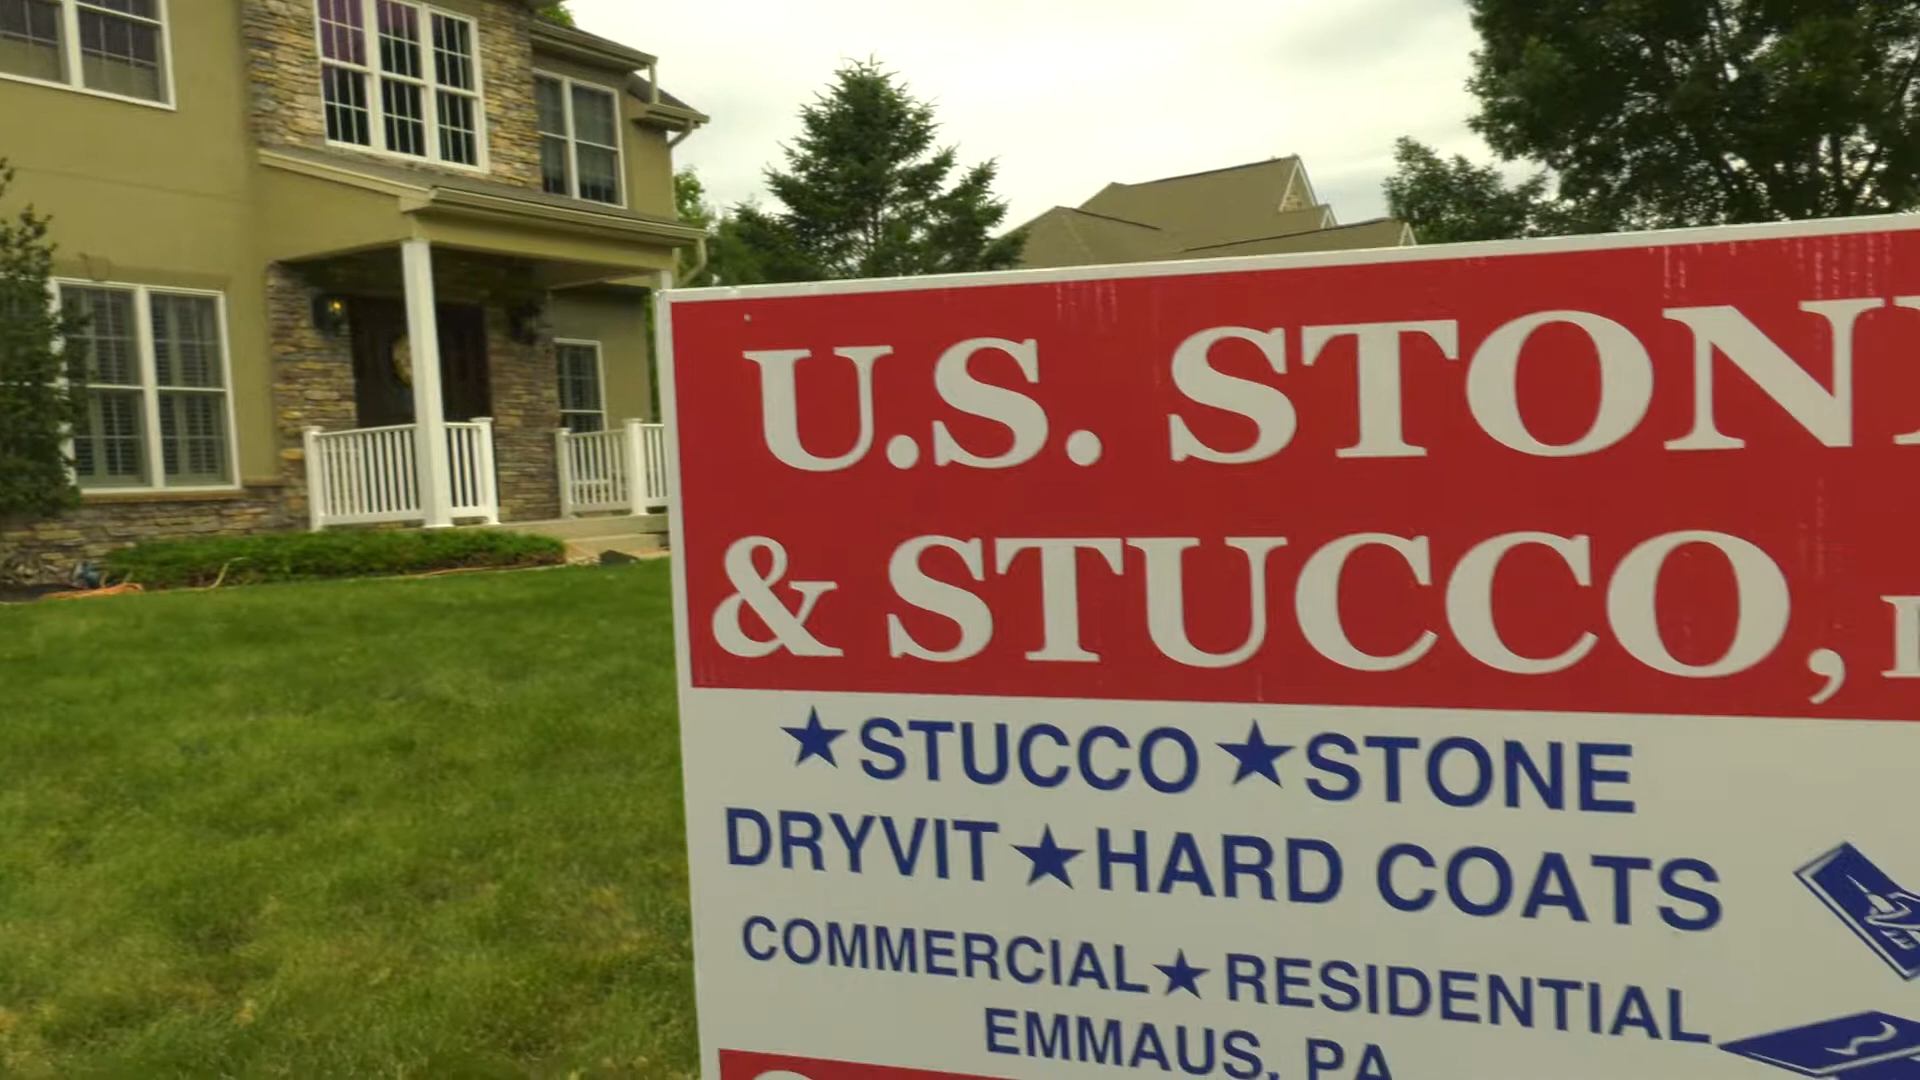 U.S. STON
& STUCCO,
★STUCCO ★STONE
DRYVIT★HARD COATS
COMMERCIAL★RESIDENTIAL
EMMAUS, PA